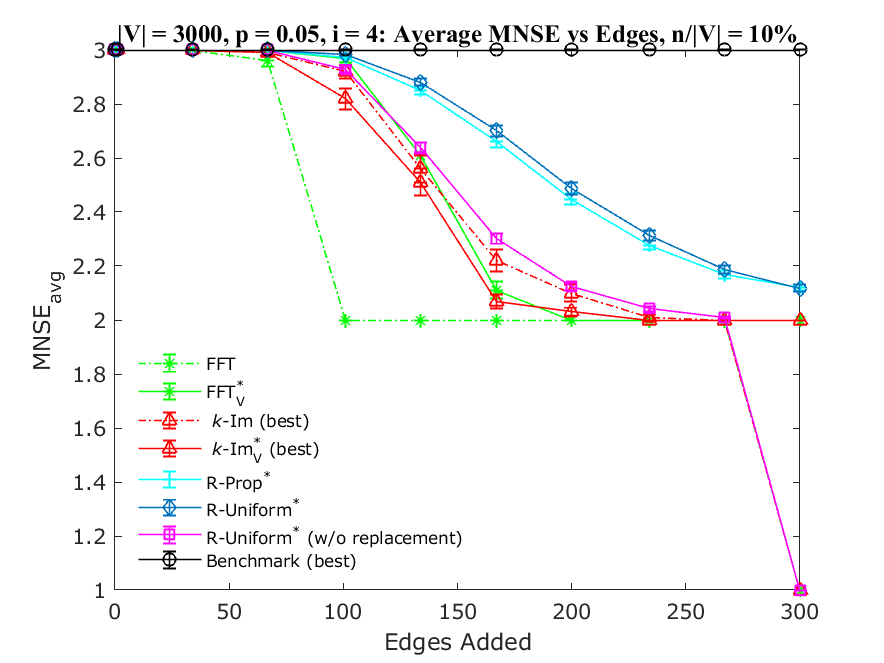 |V| = 3000, p = 0.05, i = 4: Average MNSE vs Edges, n/|V| = 10%
3
2.8
2.6
2.4
2.2
2
1.8
1.6
1.4
1.2
1
MNSE_avg
FFT
FFT*_V
k-Im (best)
k-Im*_V (best)
R-Prop*
R-Uniform*
R-Uniform* (w/o replacement)
Benchmark (best)
0 50 100 150 200 250 300
Edges Added